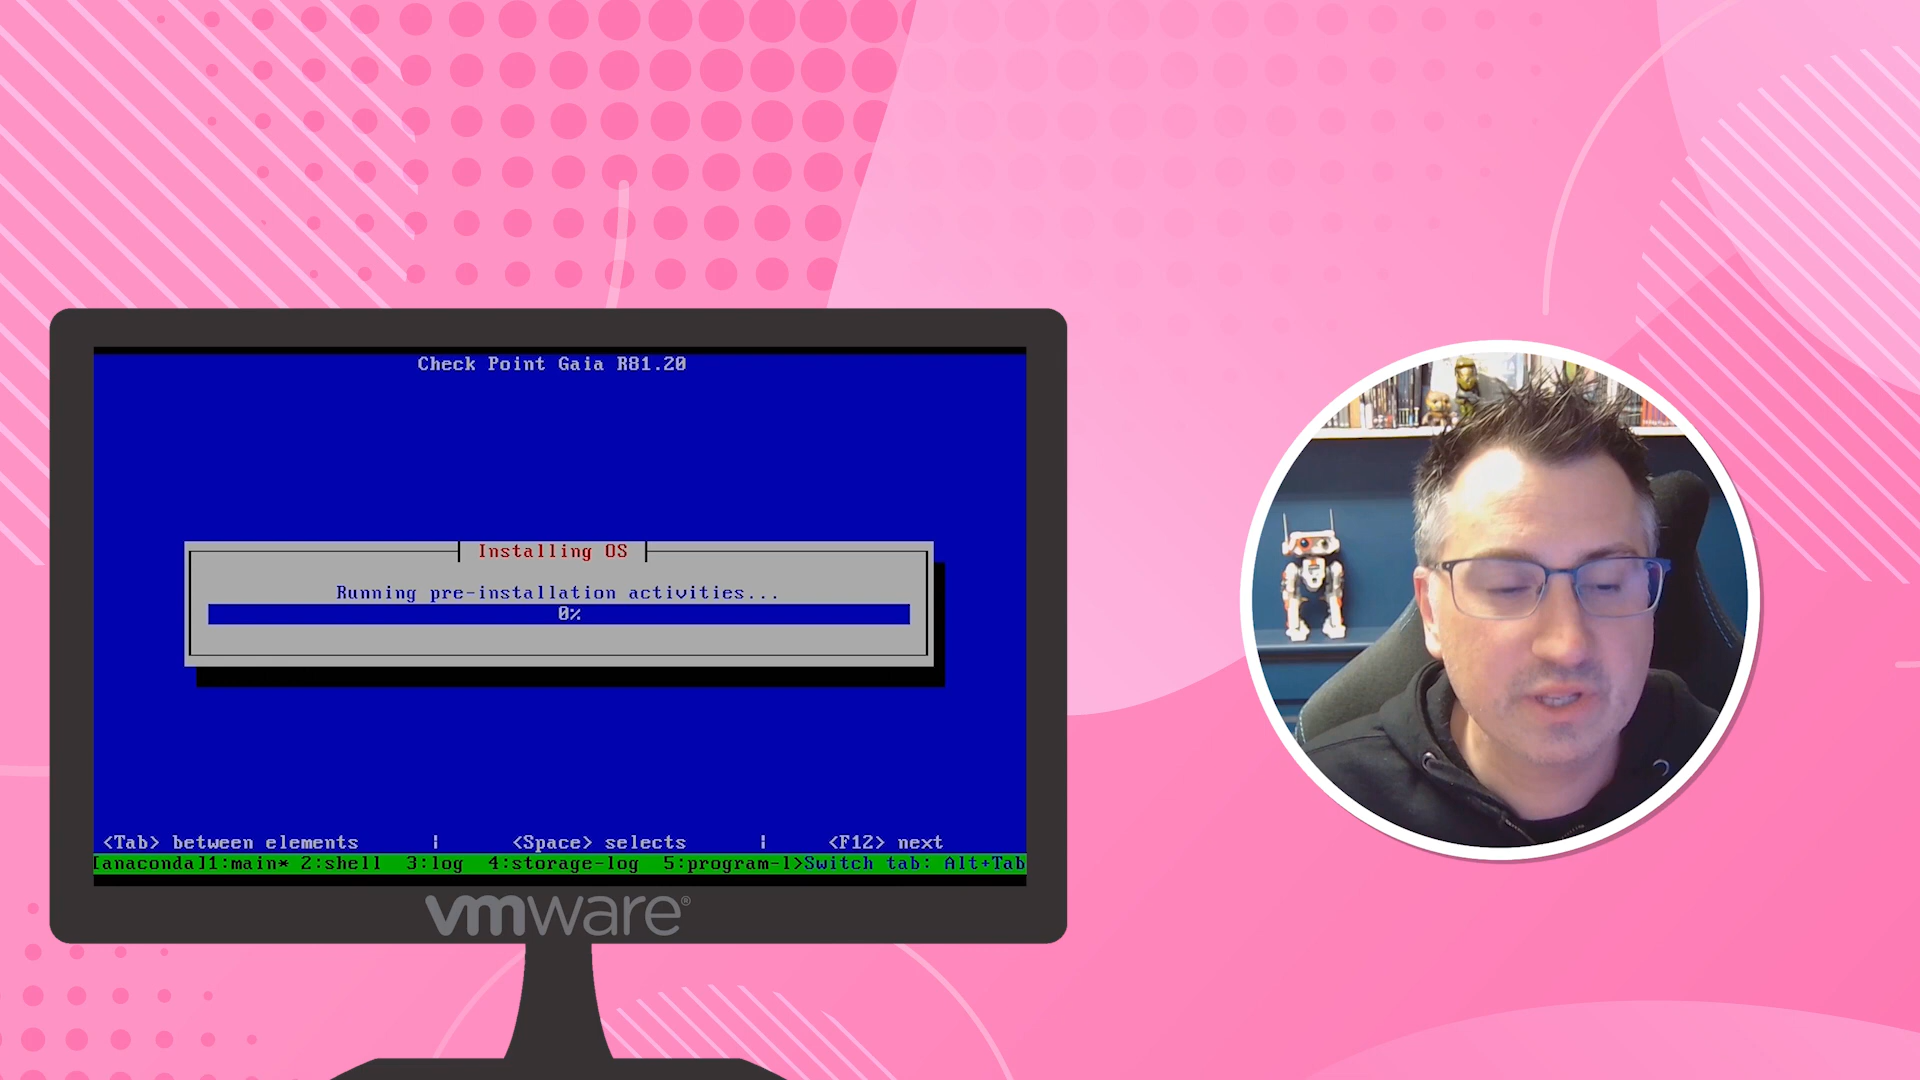 Check Point Gaia R81.20
Installing OS
Running pre-installation activities...
0%
<Tab> between elements | <Space> selects | <F12> next
[anaconda]1:main* 2:shell 3:log 4:storage-log 5:program-l>Switch tab: Alt+Tab
vmware®